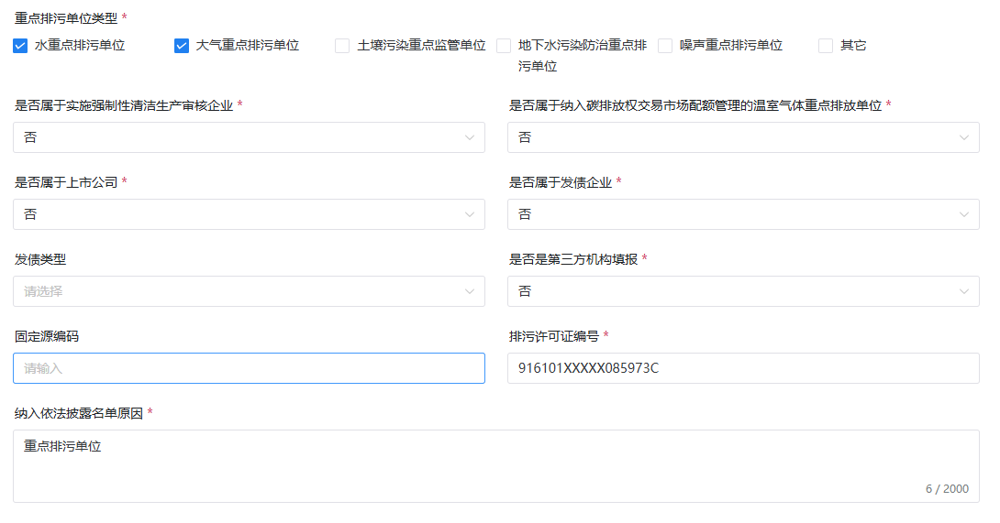 重点排污单位类型 *
水重点排污单位 大气重点排污单位 土壤污染重点监管单位 地下水污染防治重点排 噪声重点排污单位 其它
污单位
是否属于实施强制性清洁生产审核企业 * 是否属于纳入碳排放权交易市场配额管理的温室气体重点排放单位 *
否 否
是否属于上市公司 * 是否属于发债企业 *
否 否
发债类型 是否是第三方机构填报 *
请选择 否
固定源编码 排污许可证编号 *
请输入 916101XXXXX085973C
纳入依法披露名单原因 *
重点排污单位
6 / 2000